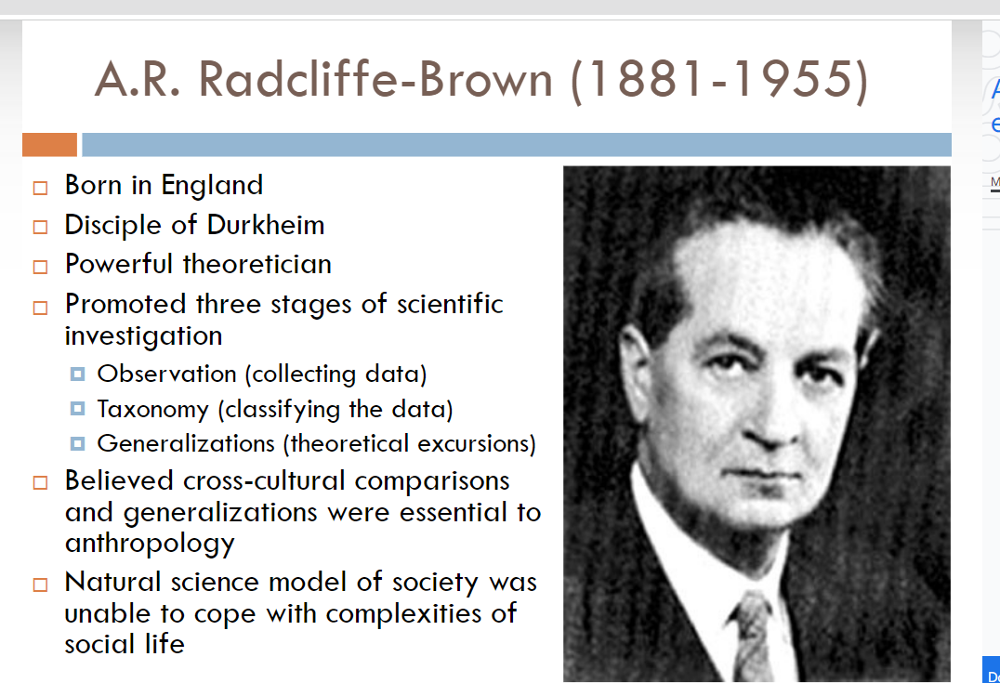 A.R. Radcliffe-Brown (1881-1955)
Born in England
Disciple of Durkheim
Powerful theoretician
Promoted three stages of scientific
investigation
Observation (collecting data)
Taxonomy (classifying the data)
Generalizations (theoretical excursions)
Believed cross-cultural comparisons
and generalizations were essential to
anthropology
Natural science model of society was
unable to cope with complexities of
social life